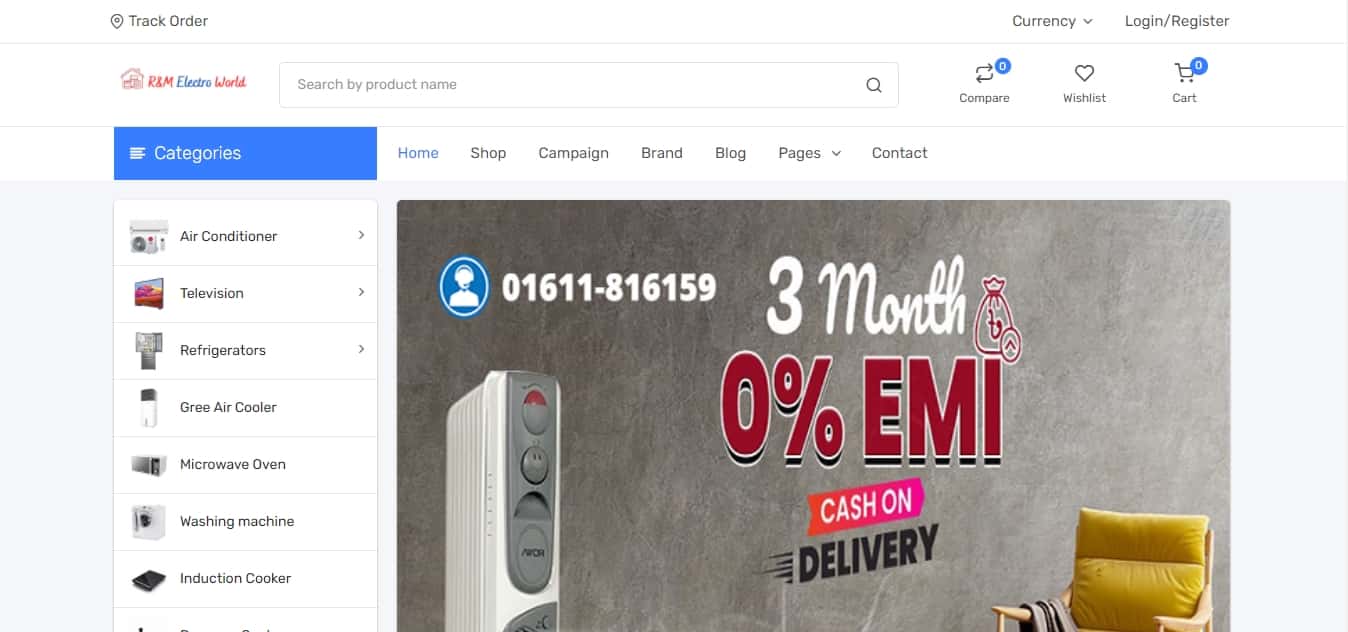 Track Order
Currency
Login/Register
R&M Electro World
Search by product name
0
Compare
Wishlist
0
Cart
Categories
Home
Shop
Campaign
Brand
Blog
Pages
Contact
Air Conditioner
Television
Refrigerators
Gree Air Cooler
Microwave Oven
Washing machine
Induction Cooker
01611-816159
3 Month
৳
0% EMI
CASH ON
DELIVERY